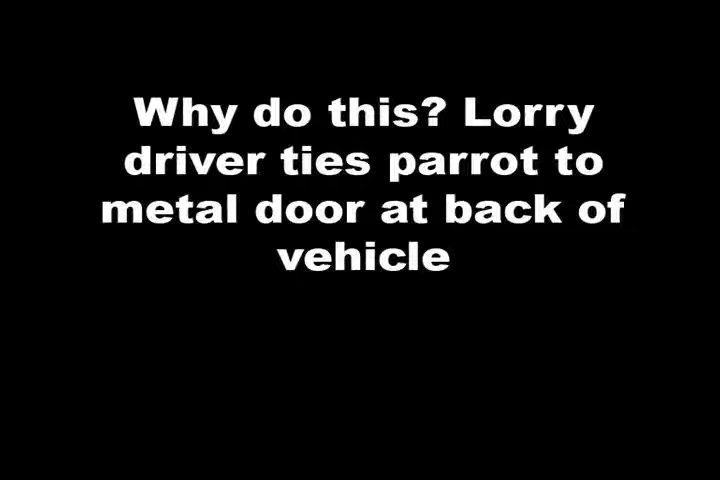 Why do this? Lorry
driver ties parrot to
metal door at back of
vehicle